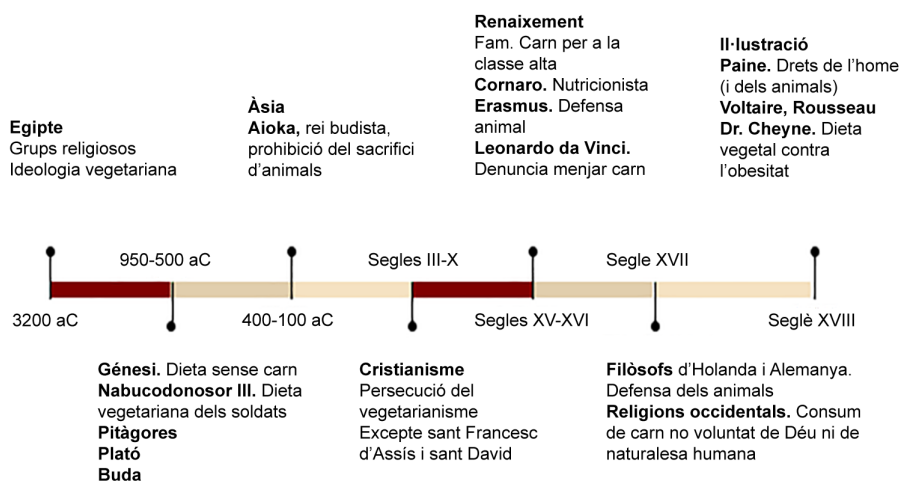 Egipte
Grups religiosos
Ideologia vegetariana
Àsia
Aioka, rei budista,
prohibició del sacrifici
d’animals
Renaixement
Fam. Carn per a la
classe alta
Cornaro. Nutricionista
Erasmus. Defensa
animal
Leonardo da Vinci.
Denuncia menjar carn
Il·lustració
Paine. Drets de l’home
(i dels animals)
Voltaire, Rousseau
Dr. Cheyne. Dieta
vegetal contra
l’obesitat
950-500 aC
Segles III-X
Segle XVII
3200 aC
400-100 aC
Segles XV-XVI
Seglè XVIII
Génesi. Dieta sense carn
Nabucodonosor III. Dieta
vegetariana dels soldats
Pitàgores
Plató
Buda
Cristianisme
Persecució del
vegetarianisme
Excepte sant Francesc
d’Assís i sant David
Filòsofs d’Holanda i Alemanya.
Defensa dels animals
Religions occidentals. Consum
de carn no voluntat de Déu ni de
naturalesa humana